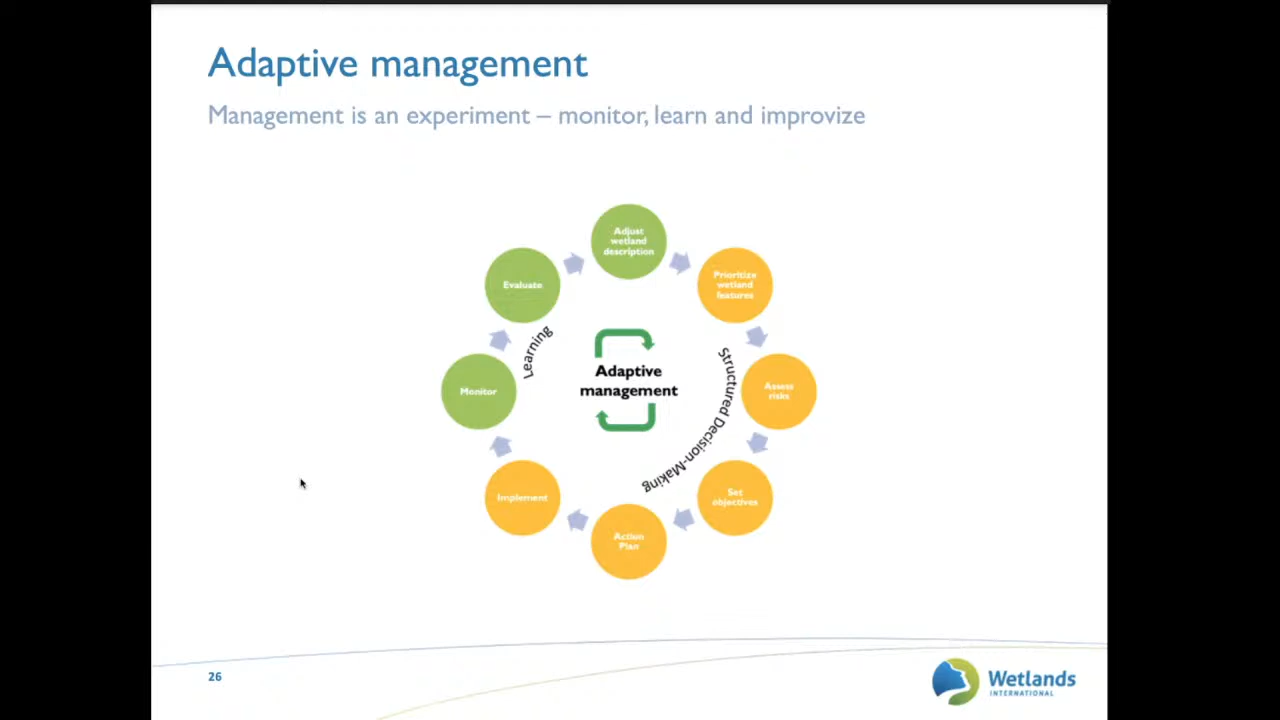 Adaptive management
Management is an experiment – monitor, learn and improvize
Adjust
wetland
description
Prioritize
wetland
features
Assess
risks
Set
objectives
Action
Plan
Implement
Monitor
Evaluate
Learning
Structured Decision-Making
Adaptive
management
26
Wetlands
INTERNATIONAL